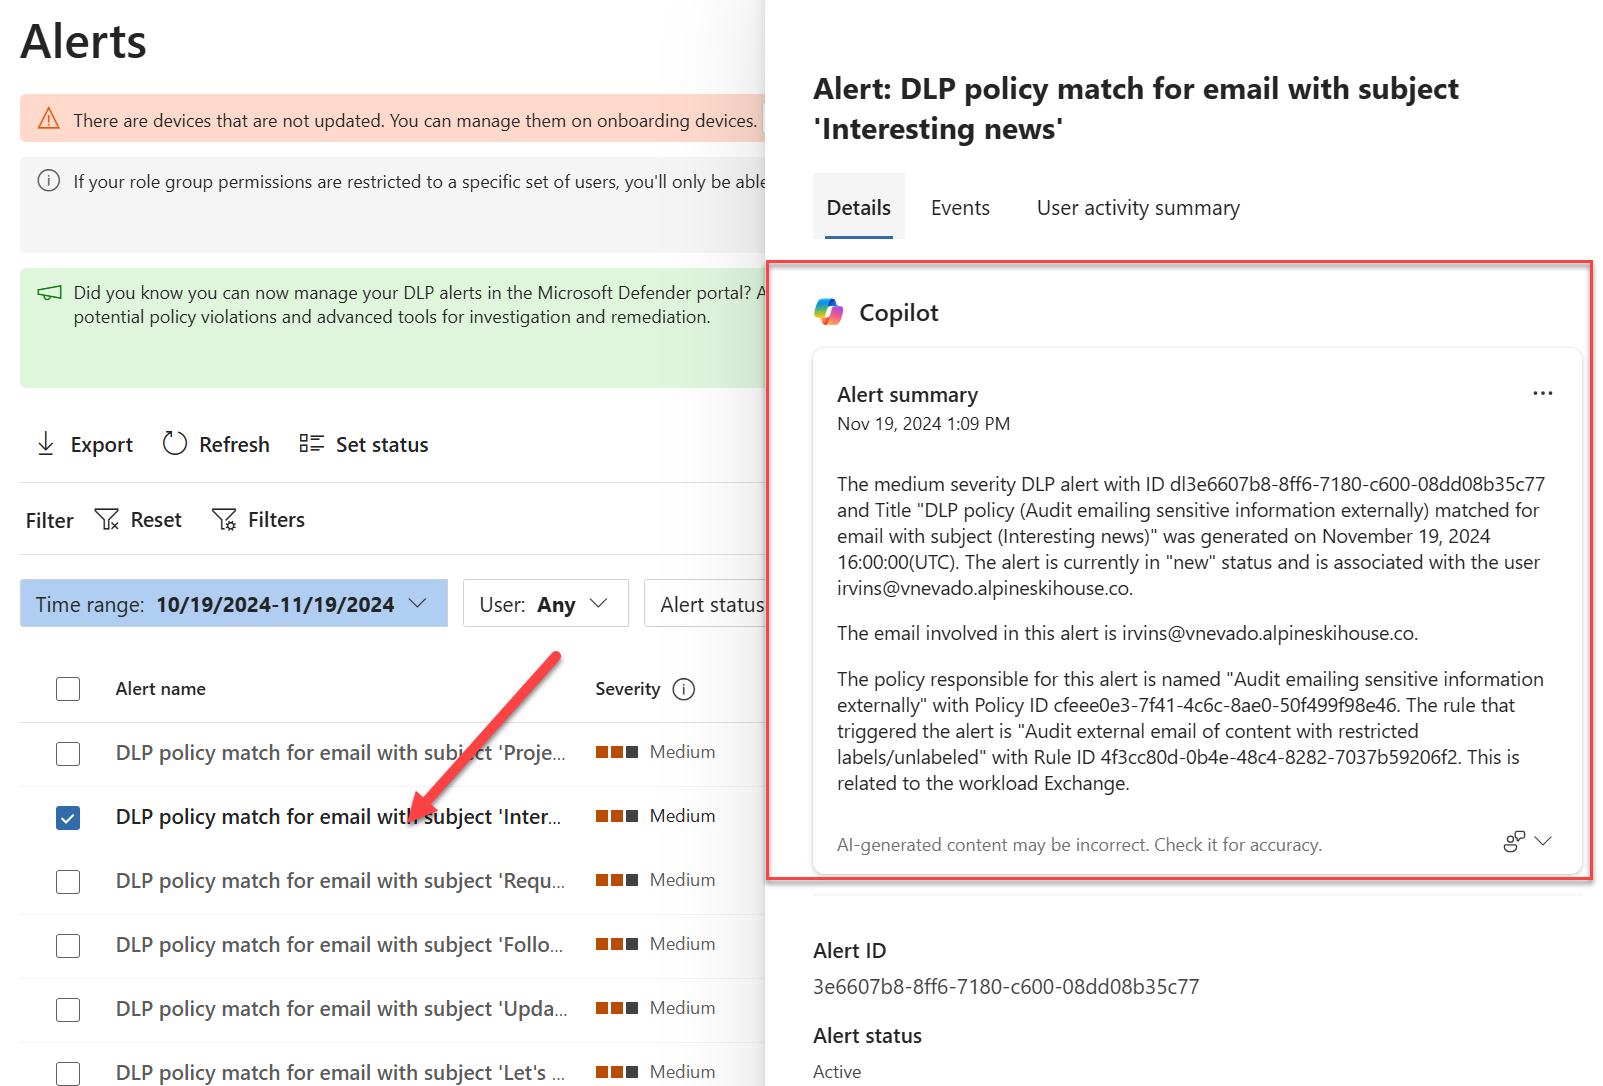 Alerts
There are devices that are not updated. You can manage them on onboarding devices.
If your role group permissions are restricted to a specific set of users, you'll only be able
Did you know you can now manage your DLP alerts in the Microsoft Defender portal? A
potential policy violations and advanced tools for investigation and remediation.
Export Refresh Set status
Filter Reset Filters
Time range: 10/19/2024-11/19/2024 User: Any Alert status
Alert name Severity
DLP policy match for email with subject 'Proje... Medium
DLP policy match for email with subject 'Inter... Medium
DLP policy match for email with subject 'Requ... Medium
DLP policy match for email with subject 'Follo... Medium
DLP policy match for email with subject 'Upda... Medium
DLP policy match for email with subject 'Let's ... Medium
Alert: DLP policy match for email with subject
'Interesting news'
Details Events User activity summary
Copilot
Alert summary
Nov 19, 2024 1:09 PM
The medium severity DLP alert with ID dl3e6607b8-8ff6-7180-c600-08dd08b35c77
and Title "DLP policy (Audit emailing sensitive information externally) matched for
email with subject (Interesting news)" was generated on November 19, 2024
16:00:00(UTC). The alert is currently in "new" status and is associated with the user
irvins@vnevado.alpineskihouse.co.
The email involved in this alert is irvins@vnevado.alpineskihouse.co.
The policy responsible for this alert is named "Audit emailing sensitive information
externally" with Policy ID cfeee0e3-7f41-4c6c-8ae0-50f499f98e46. The rule that
triggered the alert is "Audit external email of content with restricted
labels/unlabeled" with Rule ID 4f3cc80d-0b4e-48c4-8282-7037b59206f2. This is
related to the workload Exchange.
AI-generated content may be incorrect. Check it for accuracy.
Alert ID
3e6607b8-8ff6-7180-c600-08dd08b35c77
Alert status
Active